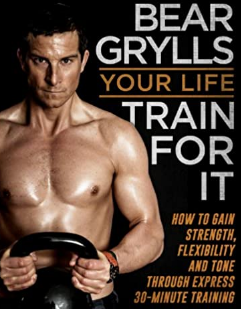 BEAR
GRYLLS
YOUR LIFE
TRAIN
FOR
IT
HOW TO GAIN
STRENGTH,
FLEXIBILITY
AND TONE
THROUGH EXPRESS
30-MINUTE TRAINING